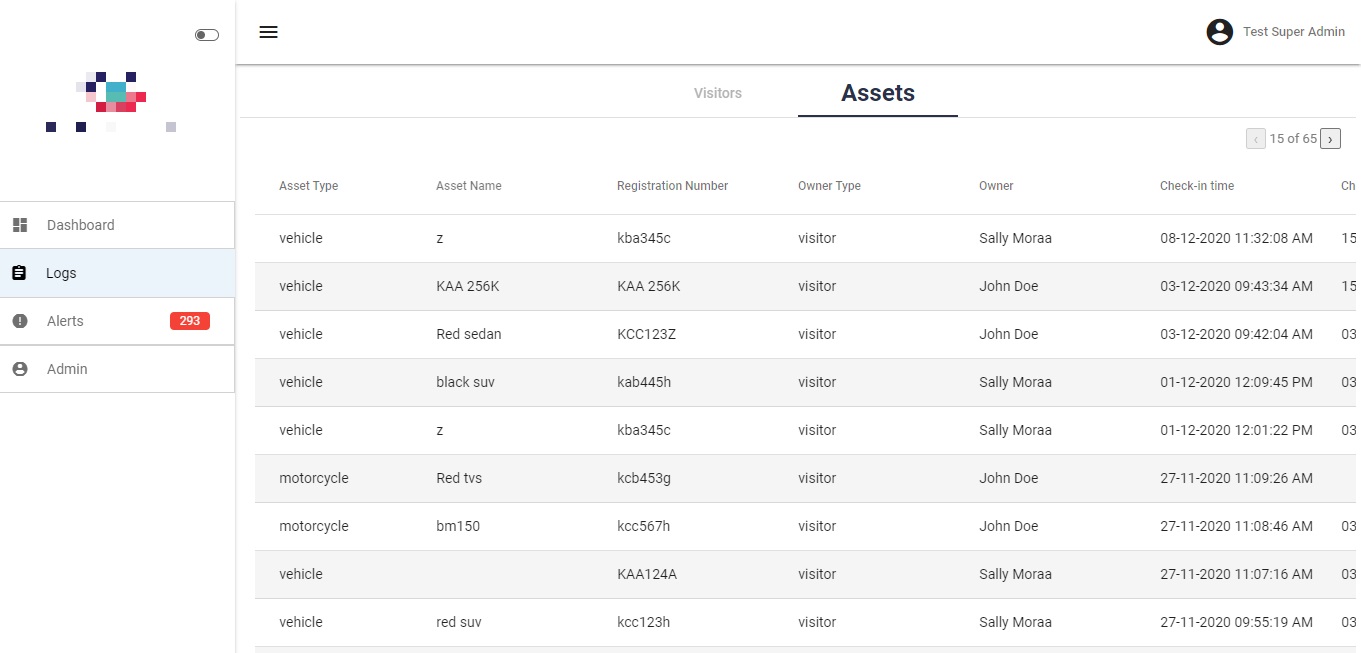 Test Super Admin
Visitors Assets
‹ 15 of 65 ›
Dashboard
Logs
Alerts 293
Admin
Asset Type Asset Name Registration Number Owner Type Owner Check-in time Ch
vehicle z kba345c visitor Sally Moraa 08-12-2020 11:32:08 AM 15
vehicle KAA 256K KAA 256K visitor John Doe 03-12-2020 09:43:34 AM 15
vehicle Red sedan KCC123Z visitor John Doe 03-12-2020 09:42:04 AM 03
vehicle black suv kab445h visitor Sally Moraa 01-12-2020 12:09:45 PM 03
vehicle z kba345c visitor Sally Moraa 01-12-2020 12:01:22 PM 03
motorcycle Red tvs kcb453g visitor John Doe 27-11-2020 11:09:26 AM
motorcycle bm150 kcc567h visitor John Doe 27-11-2020 11:08:46 AM 03
vehicle KAA124A visitor Sally Moraa 27-11-2020 11:07:16 AM 03
vehicle red suv kcc123h visitor Sally Moraa 27-11-2020 09:55:19 AM 03